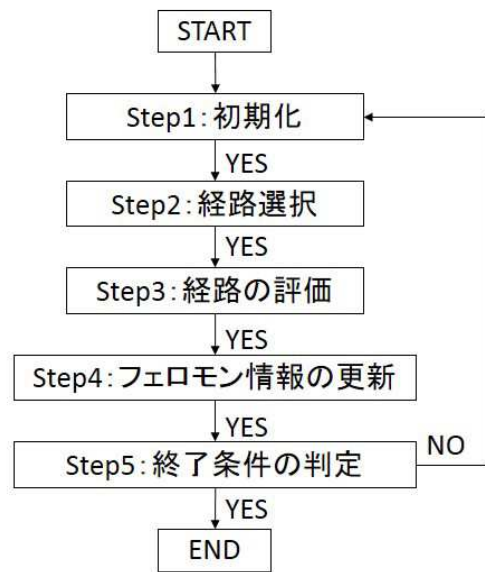 START
Step1：初期化
YES
Step2：経路選択
YES
Step3：経路の評価
YES
Step4：フェロモン情報の更新
YES
Step5：終了条件の判定
NO
YES
END